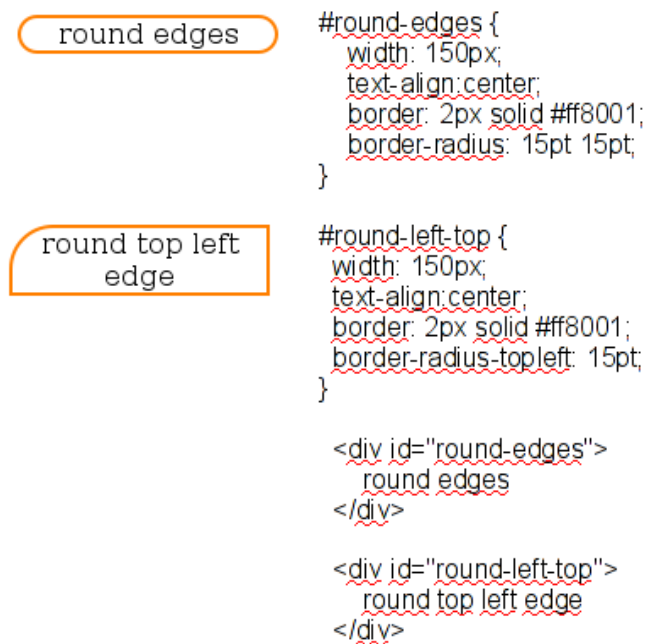 round edges
#round-edges {
width: 150px;
text-align:center;
border: 2px solid #ff8001;
border-radius: 15pt 15pt;
}
round top left
edge
#round-left-top {
width: 150px;
text-align:center;
border: 2px solid #ff8001;
border-radius-topleft: 15pt;
}
<div id="round-edges">
round edges
</div>
<div id="round-left-top">
round top left edge
</div>